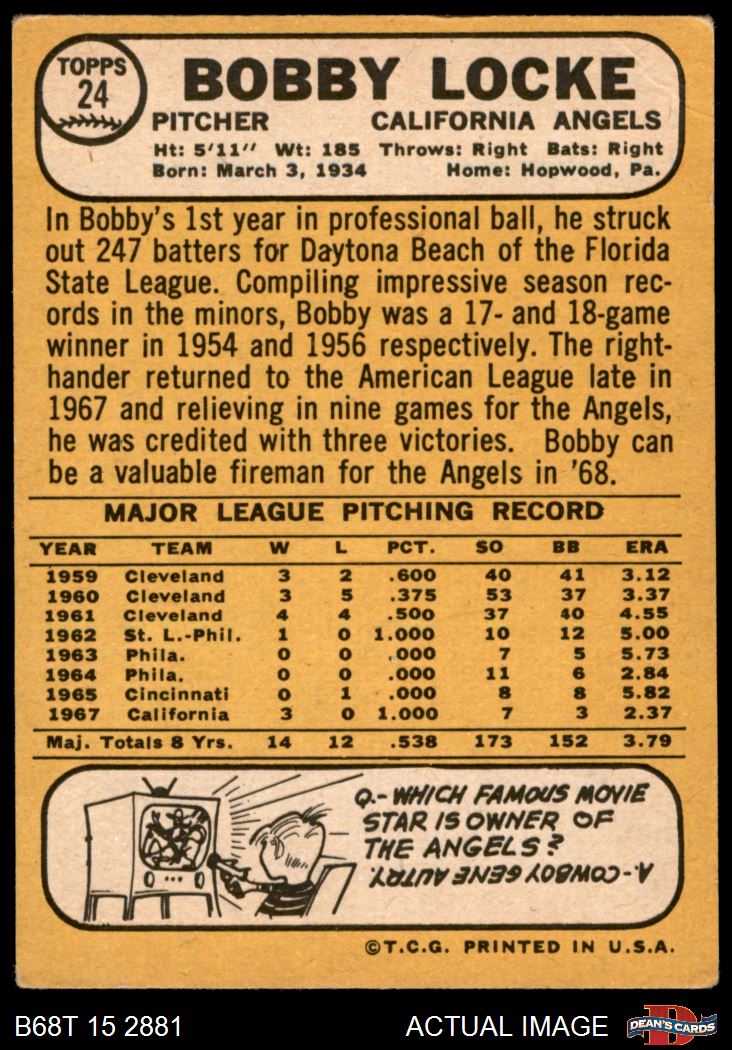 TOPPS
24
BOBBY LOCKE
PITCHER CALIFORNIA ANGELS
Ht: 5'11" Wt: 185 Throws: Right Bats: Right
Born: March 3, 1934 Home: Hopwood, Pa.
In Bobby's 1st year in professional ball, he struck
out 247 batters for Daytona Beach of the Florida
State League. Compiling impressive season rec-
ords in the minors, Bobby was a 17- and 18-game
winner in 1954 and 1956 respectively. The right-
hander returned to the American League late in
1967 and relieving in nine games for the Angels,
he was credited with three victories. Bobby can
be a valuable fireman for the Angels in '68.
MAJOR LEAGUE PITCHING RECORD
YEAR TEAM W L PCT. SO BB ERA
1959 Cleveland 3 2 .600 40 41 3.12
1960 Cleveland 3 5 .375 53 37 3.37
1961 Cleveland 4 4 .500 37 40 4.55
1962 St. L.-Phil. 1 0 1.000 10 12 5.00
1963 Phila. 0 0 .000 7 5 5.73
1964 Phila. 0 0 .000 11 6 2.84
1965 Cincinnati 0 1 .000 8 8 5.82
1967 California 3 0 1.000 7 3 2.37
Maj. Totals 8 Yrs. 14 12 .538 173 152 3.79
Q.- WHICH FAMOUS MOVIE
STAR IS OWNER OF
THE ANGELS?
A.- COWBOY GENE AUTRY.
©T.C.G. PRINTED IN U.S.A.
B68T 15 2881 ACTUAL IMAGE DEAN'S CARDS